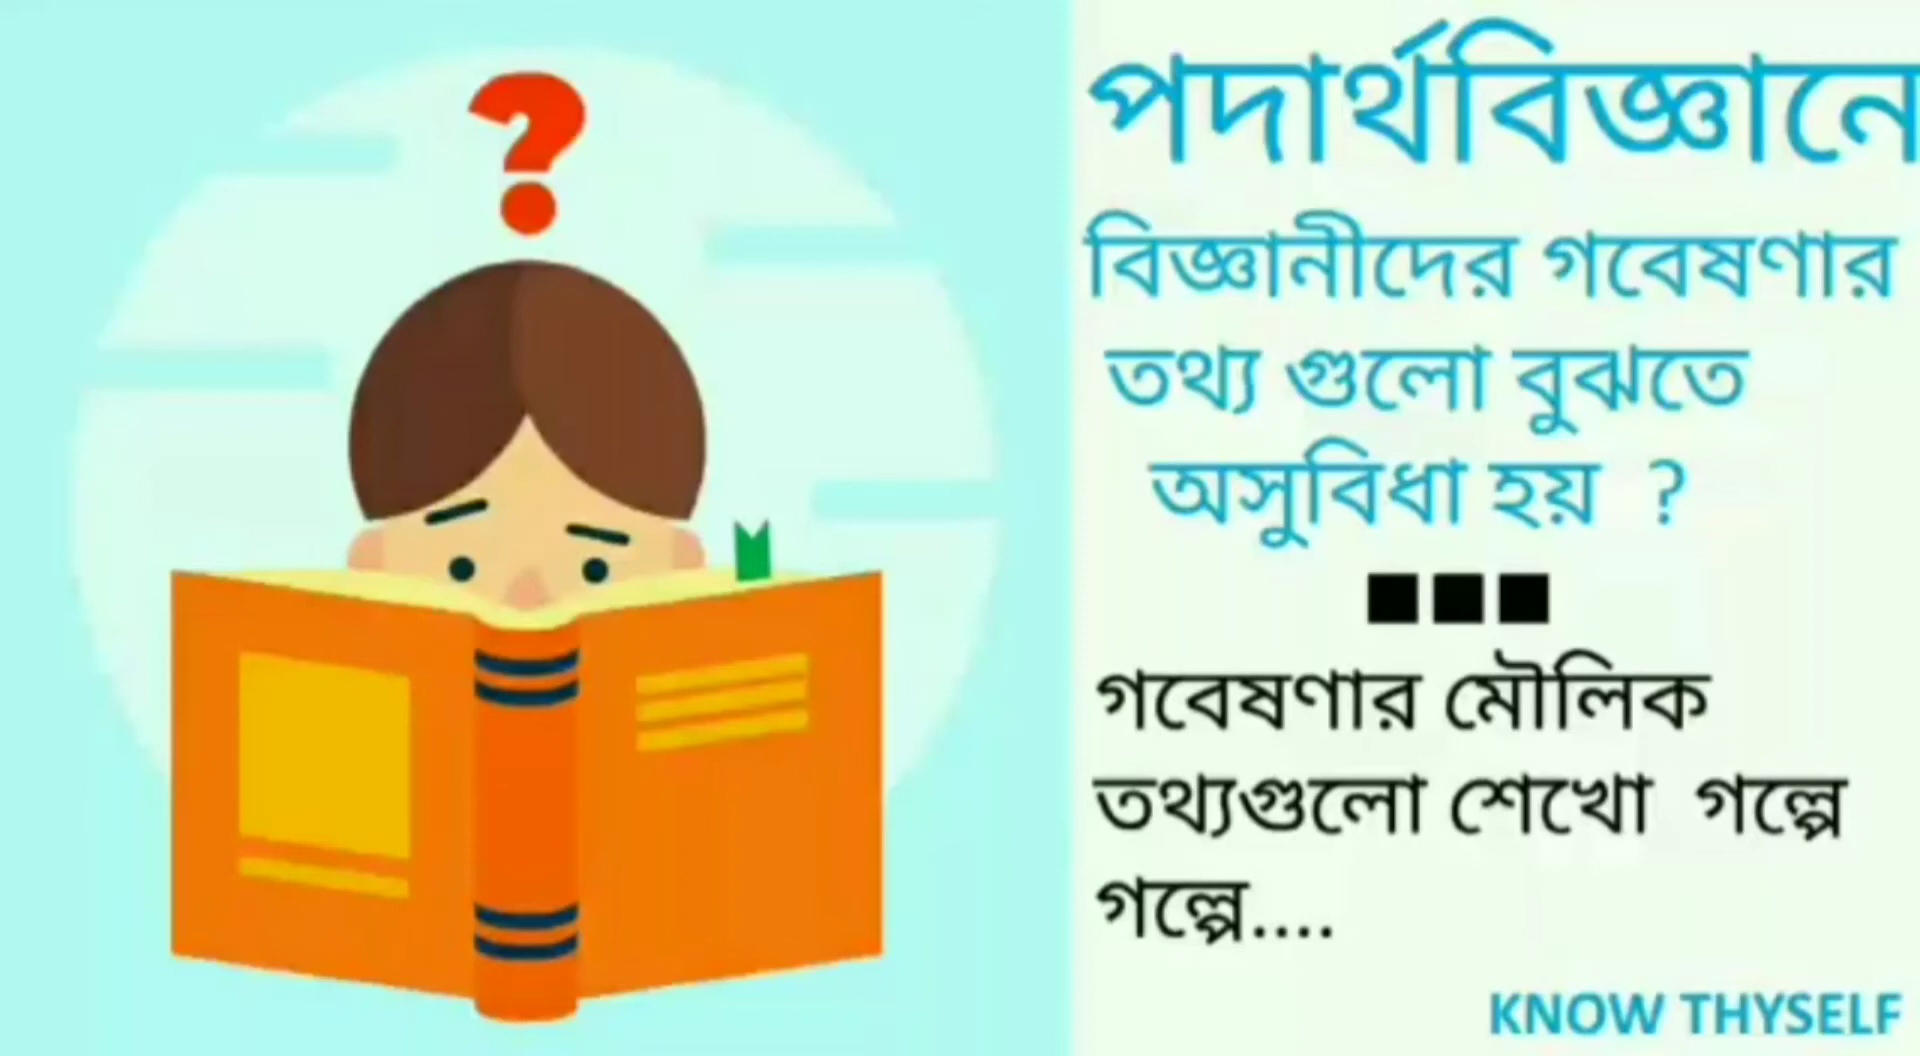 পদার্থবিজ্ঞানে
বিজ্ঞানীদের গবেষণার
তথ্য গুলো বুঝতে
অসুবিধা হয় ?
গবেষণার মৌলিক
তথ্যগুলো শেখো গল্পে
গল্পে....
KNOW THYSELF